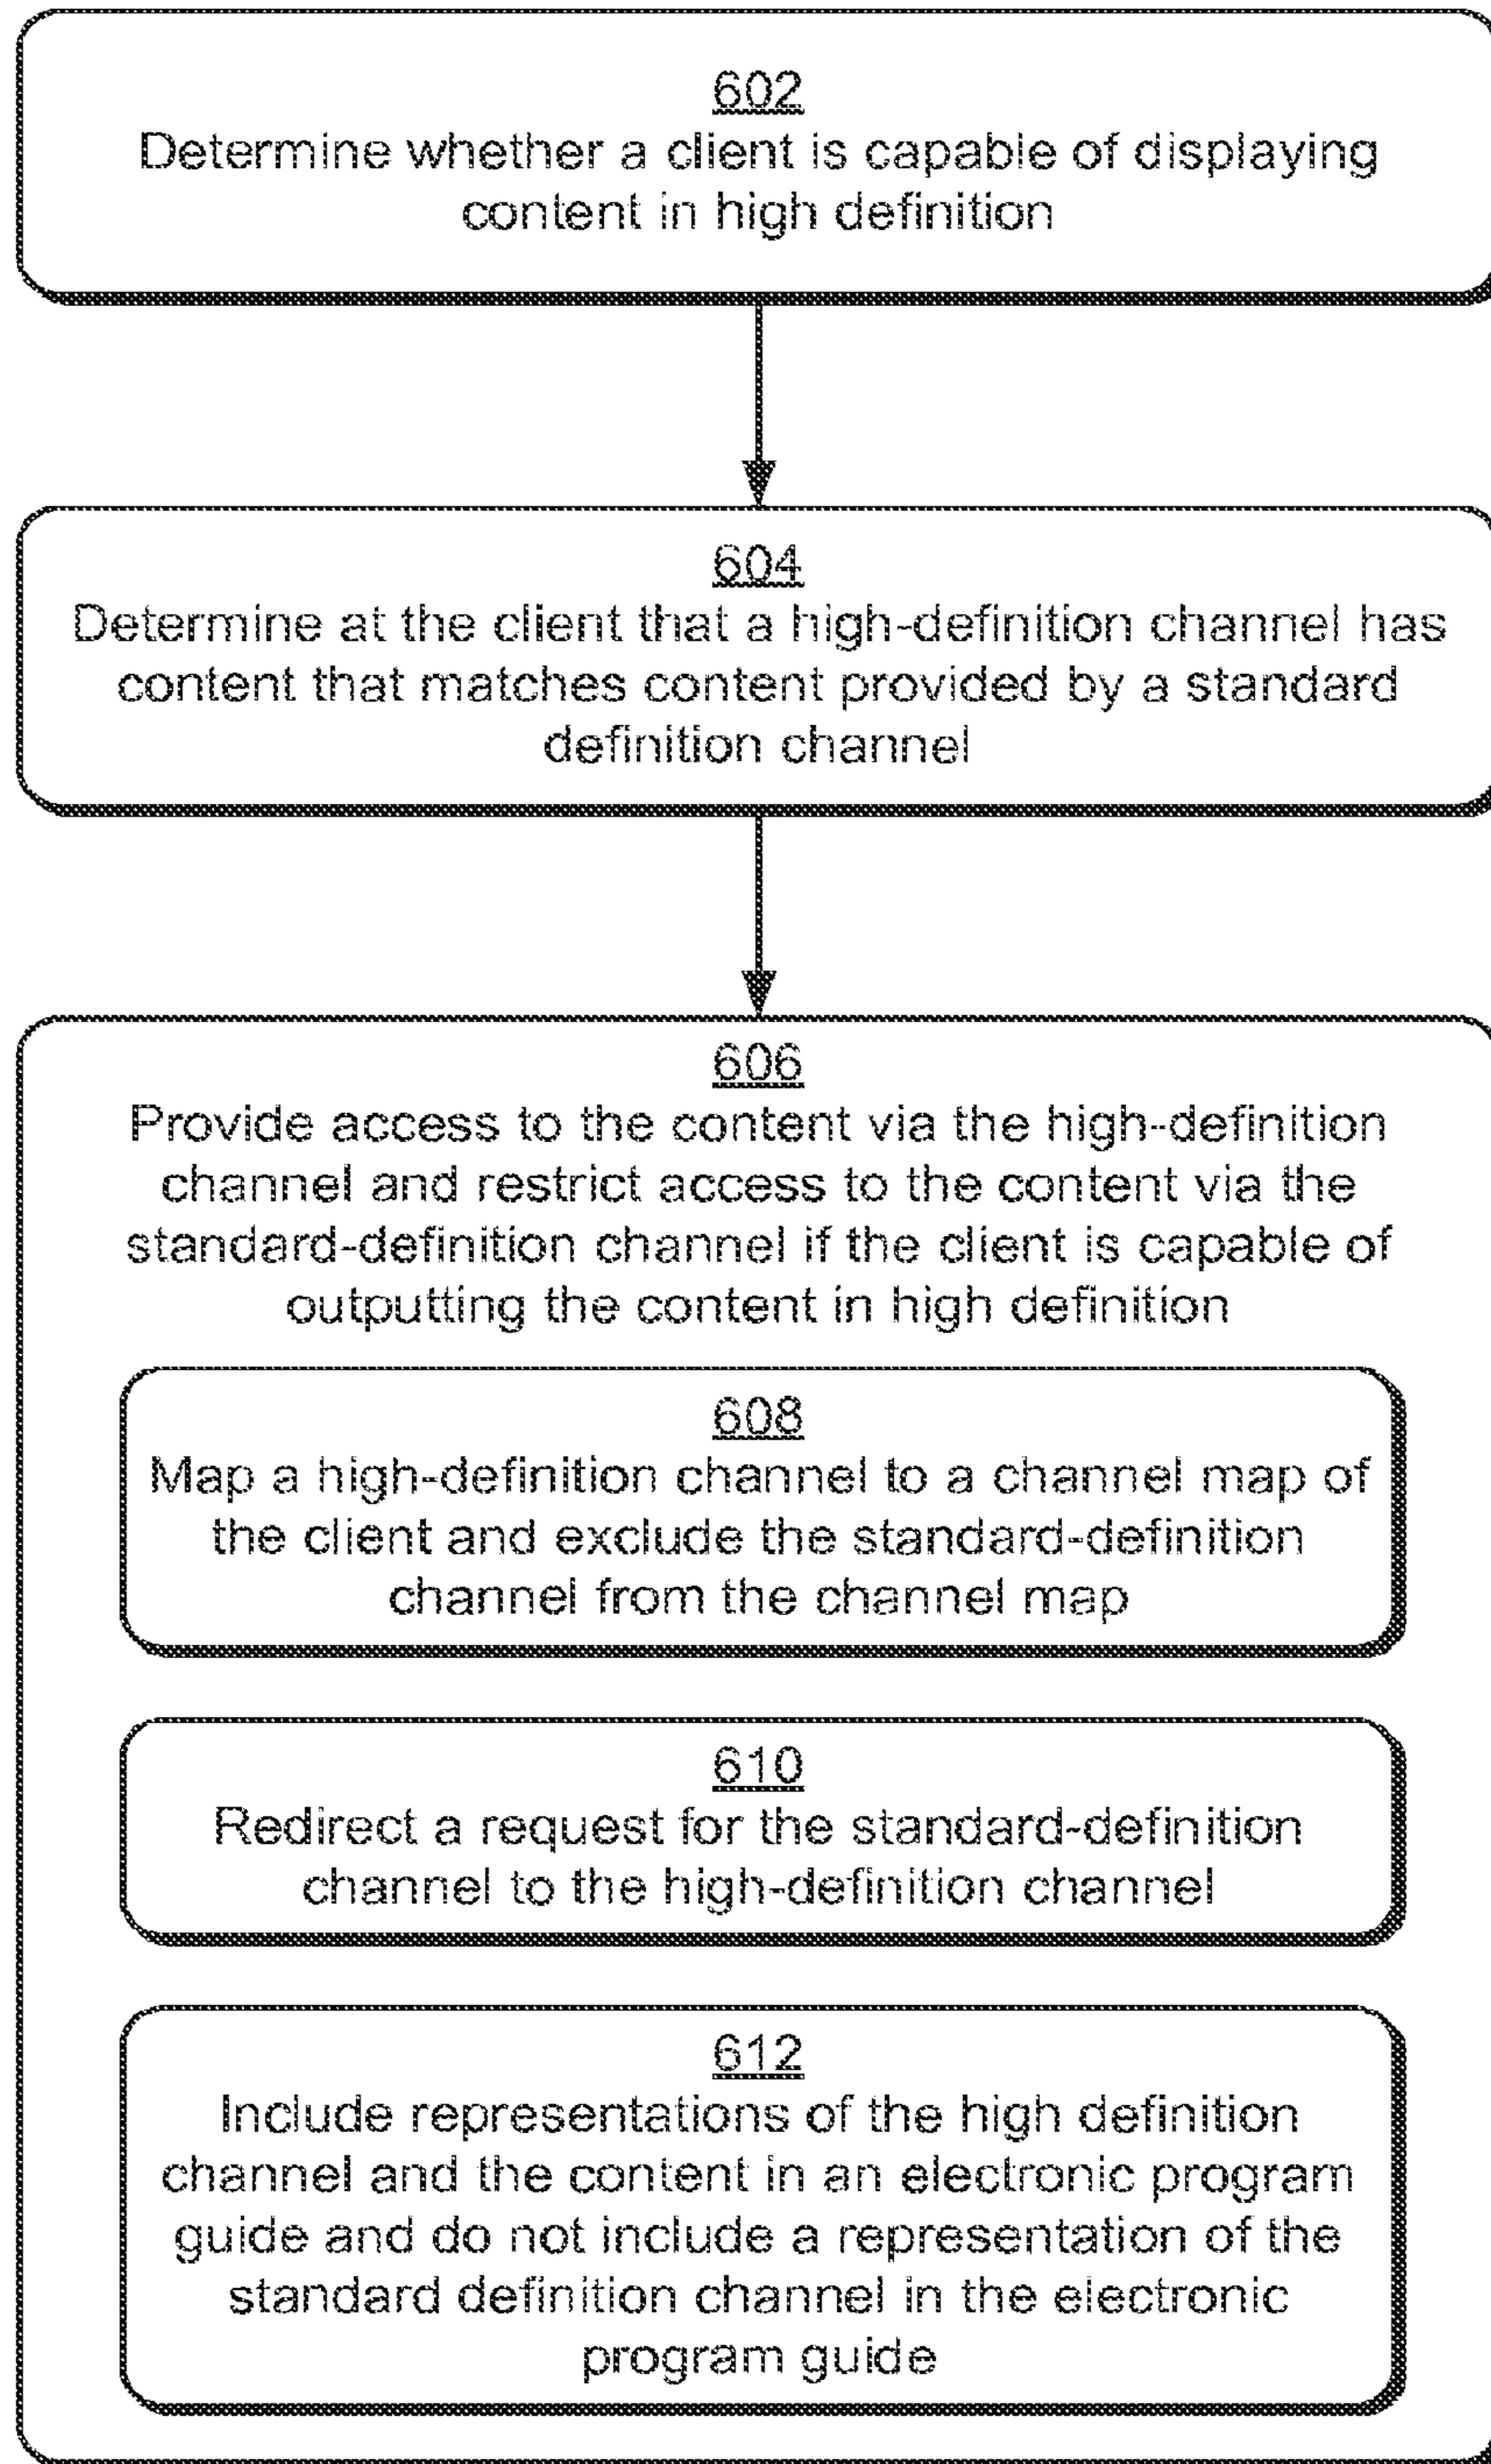 602
Determine whether a client is capable of displaying
content in high definition
604
Determine at the client that a high-definition channel has
content that matches content provided by a standard
definition channel
606
Provide access to the content via the high-definition
channel and restrict access to the content via the
standard-definition channel if the client is capable of
outputting the content in high definition
608
Map a high-definition channel to a channel map of
the client and exclude the standard-definition
channel from the channel map
610
Redirect a request for the standard-definition
channel to the high-definition channel
612
Include representations of the high definition
channel and the content in an electronic program
guide and do not include a representation of the
standard definition channel in the electronic
program guide